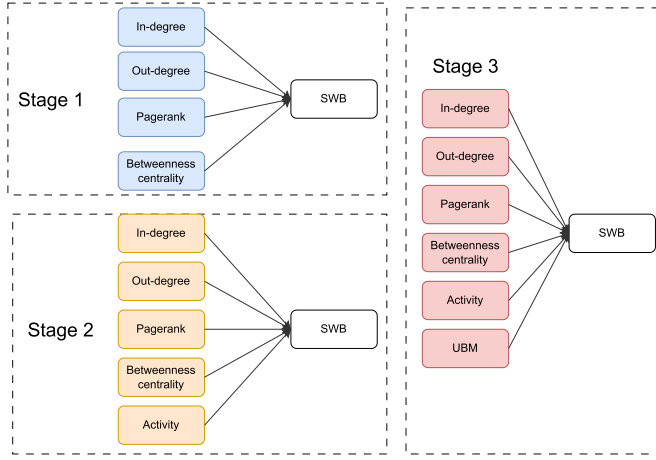 Stage 1
In-degree
Out-degree
Pagerank
Betweenness
centrality
SWB
Stage 2
In-degree
Out-degree
Pagerank
Betweenness
centrality
Activity
SWB
Stage 3
In-degree
Out-degree
Pagerank
Betweenness
centrality
Activity
UBM
SWB